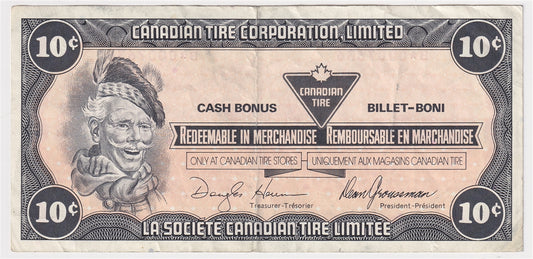 10¢ CANADIAN TIRE CORPORATION, LIMITED 10¢
CANADIAN
TIRE
CASH BONUS BILLET-BONI
REDEEMABLE IN MERCHANDISE REMBOURSABLE EN MARCHANDISE
ONLY AT CANADIAN TIRE STORES UNIQUEMENT AUX MAGASINS CANADIAN TIRE
Dean Groussman
Treasurer-Trésorier President-Président
10¢ LA SOCIÉTÉ CANADIAN TIRE LIMITÉE 10¢